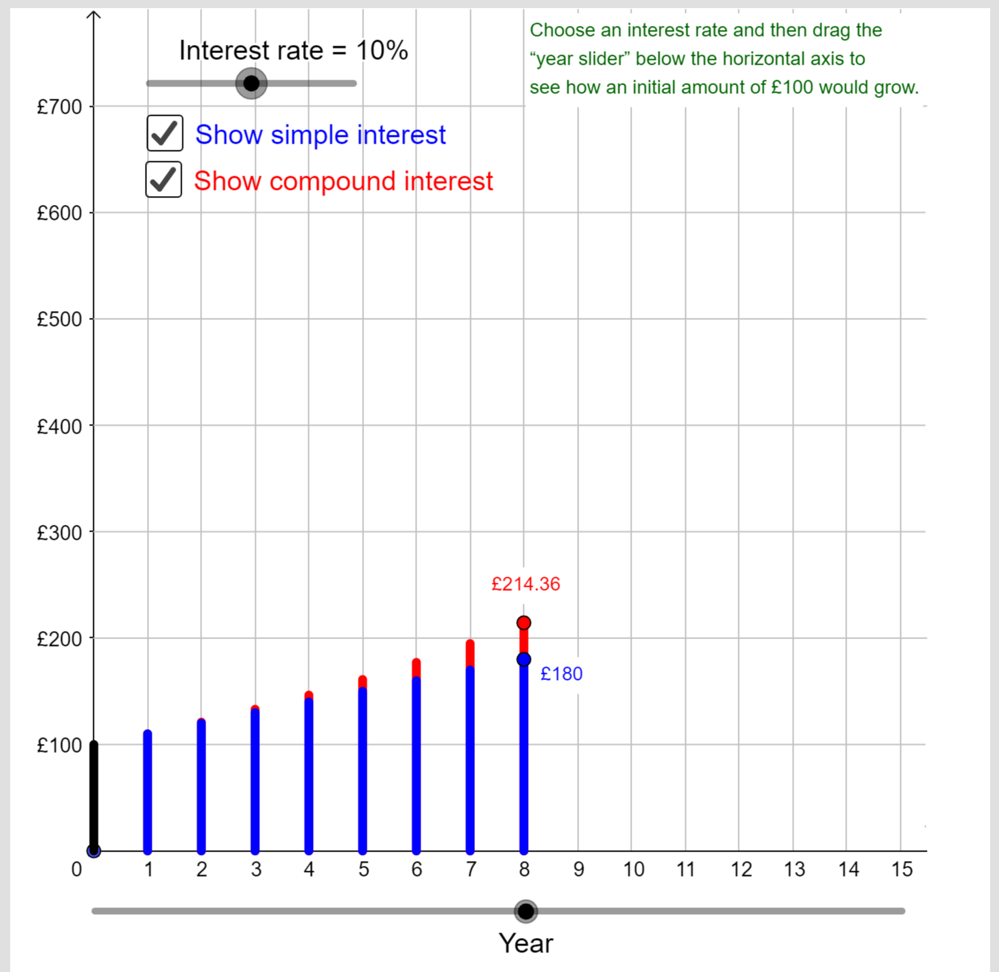 Choose an interest rate and then drag the
“year slider” below the horizontal axis to
see how an initial amount of £100 would grow.
Interest rate = 10%
Show simple interest
Show compound interest
£700
£600
£500
£400
£300
£200
£100
£214.36
£180
0 1 2 3 4 5 6 7 8 9 10 11 12 13 14 15
Year